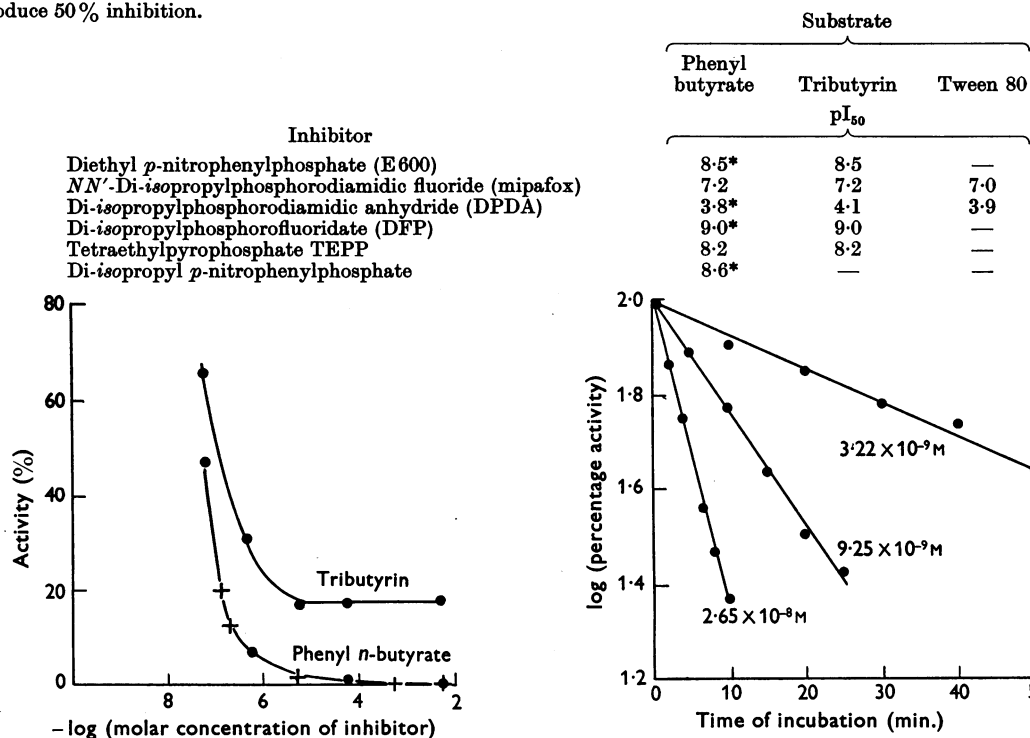 oduce 50% inhibition.
Substrate
Phenyl butyrate Tributyrin Tween 80
pI₅₀
Inhibitor
Diethyl p-nitrophenylphosphate (E 600) 8·5* 8·5 —
NN′-Di-isopropylphosphorodiamidic fluoride (mipafox) 7·2 7·2 7·0
Di-isopropylphosphorodiamidic anhydride (DPDA) 3·8* 4·1 3·9
Di-isopropylphosphorofluoridate (DFP) 9·0* 9·0 —
Tetraethylpyrophosphate TEPP 8·2 8·2 —
Di-isopropyl p-nitrophenylphosphate 8·6* — —
80
60
40
20
0
Activity (%)
Tributyrin
Phenyl n-butyrate
8 6 4 2
– log (molar concentration of inhibitor)
2·0
1·8
1·6
1·4
1·2
log (percentage activity)
3·22 × 10⁻⁹ M
9·25 × 10⁻⁹ M
2·65 × 10⁻⁸ M
0 10 20 30 40
Time of incubation (min.)